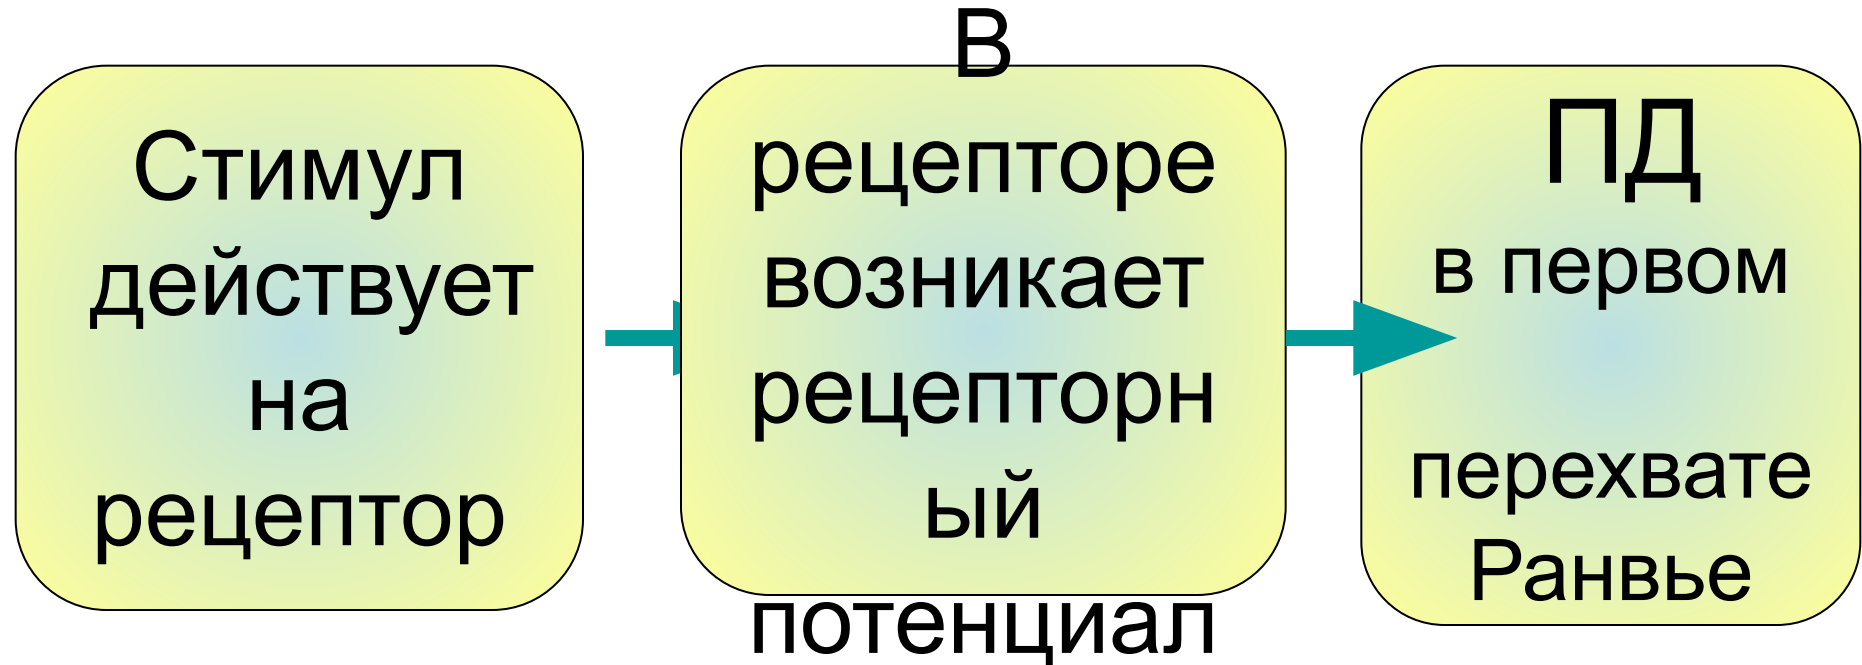 Стимул
действует
на
рецептор
В
рецепторе
возникает
рецепторн
ый
потенциал
ПД
в первом
перехвате
Ранвье